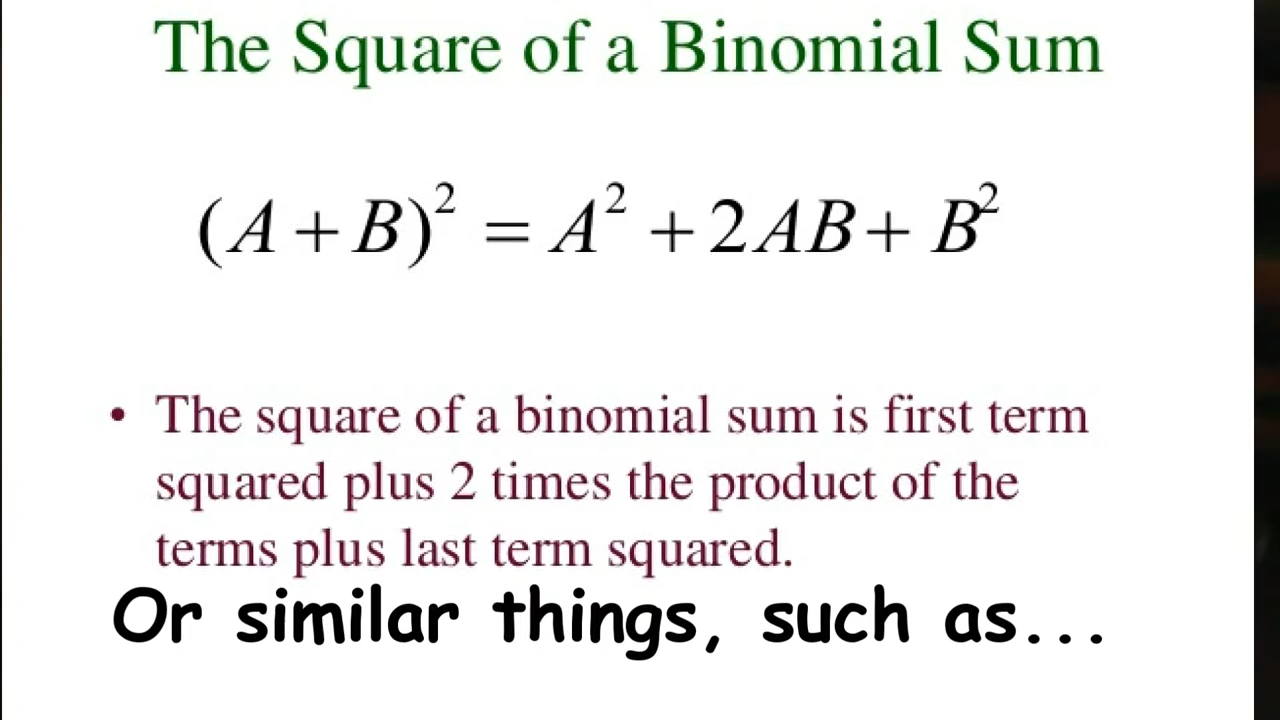 The Square of a Binomial Sum
(A + B)² = A² + 2AB + B²
• The square of a binomial sum is first term
squared plus 2 times the product of the
terms plus last term squared.
Or similar things, such as...